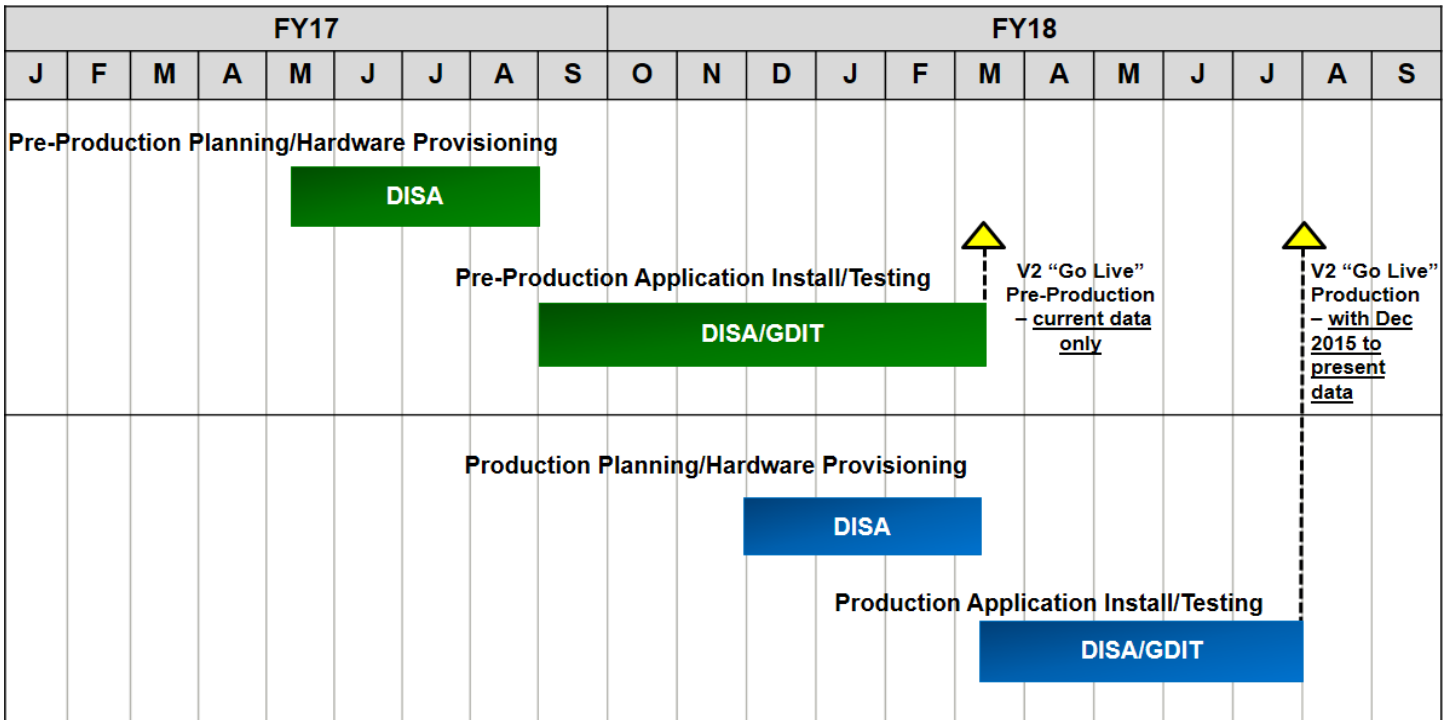 FY17 FY18
J F M A M J J A S O N D J F M A M J J A S
Pre-Production Planning/Hardware Provisioning
DISA
Pre-Production Application Install/Testing
DISA/GDIT
V2 “Go Live”
Pre-Production
– current data
only
V2 “Go Live”
Production
– with Dec
2015 to
present
data
Production Planning/Hardware Provisioning
DISA
Production Application Install/Testing
DISA/GDIT